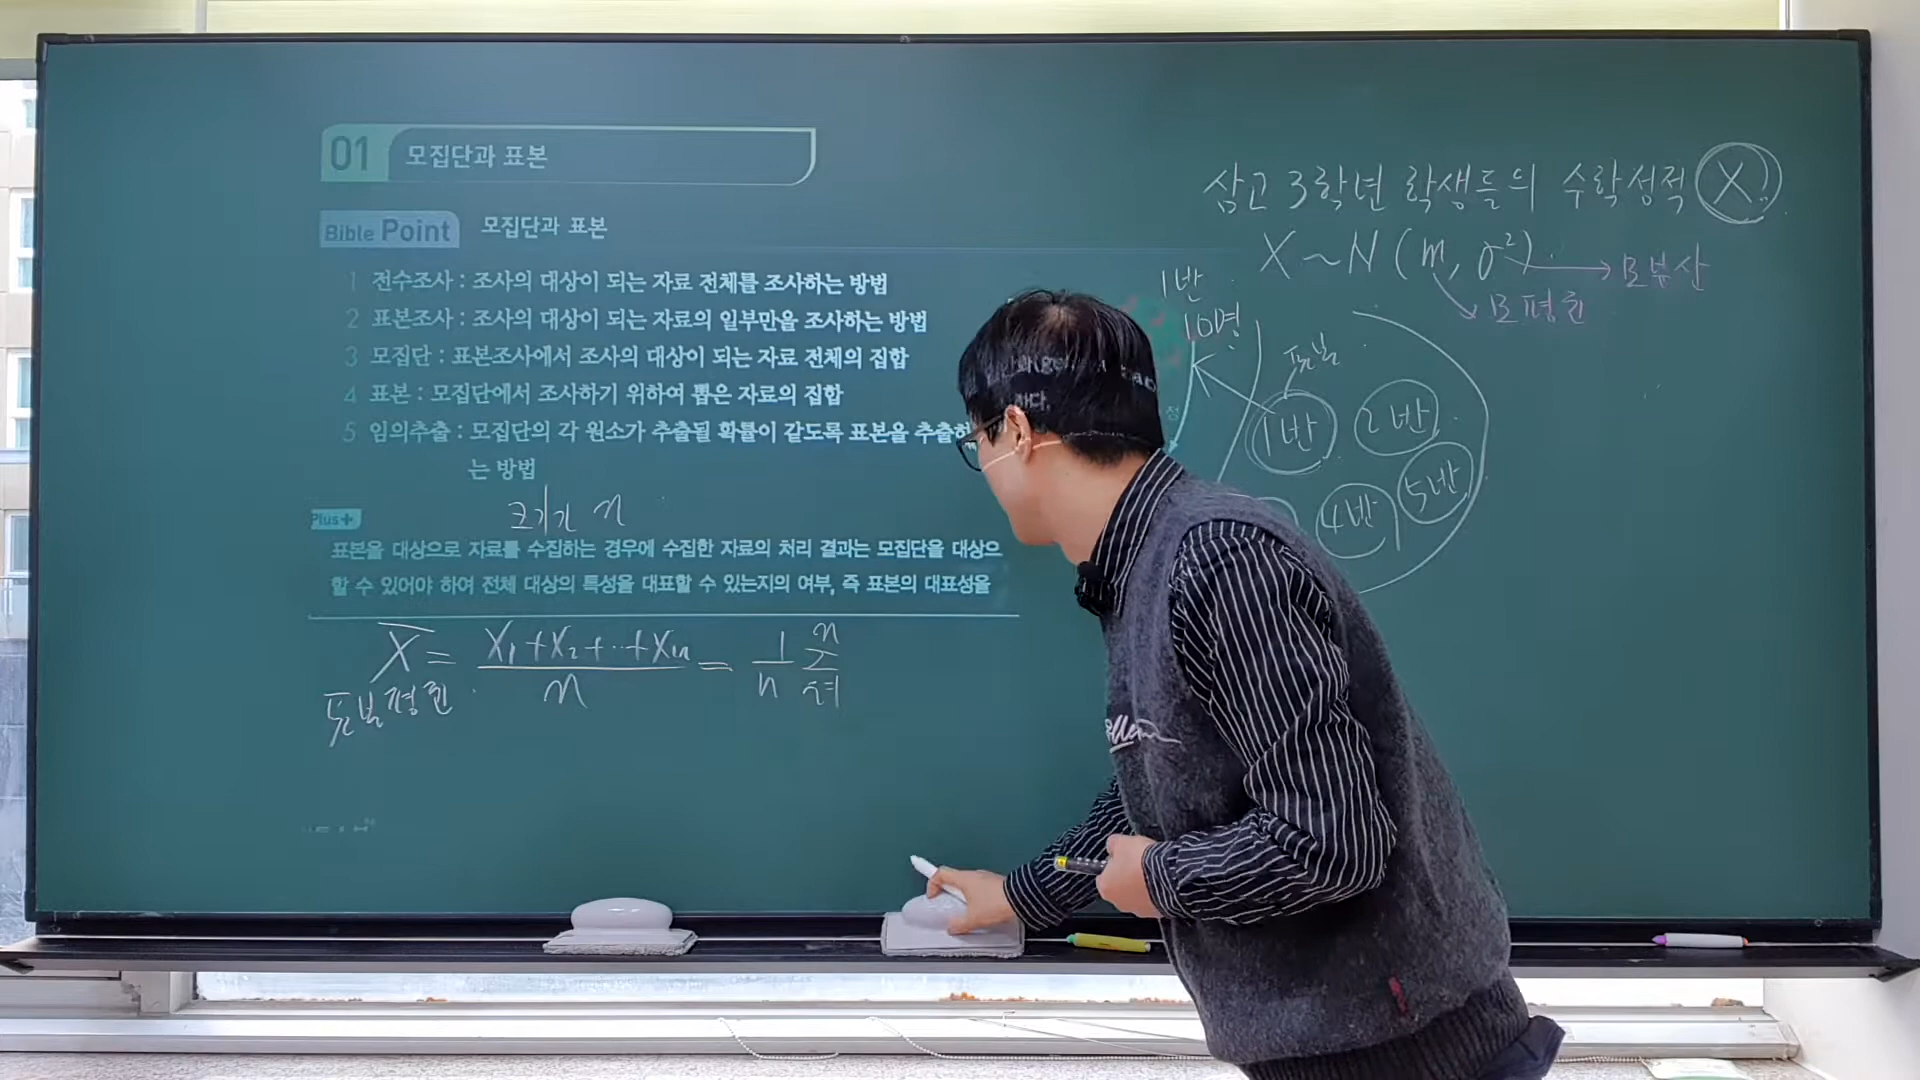 01 모집단과 표본
Bible Point 모집단과 표본
1 전수조사 : 조사의 대상이 되는 자료 전체를 조사하는 방법
2 표본조사 : 조사의 대상이 되는 자료의 일부만을 조사하는 방법
3 모집단 : 표본조사에서 조사의 대상이 되는 자료 전체의 집합
4 표본 : 모집단에서 조사하기 위하여 뽑은 자료의 집합
5 임의추출 : 모집단의 각 원소가 추출될 확률이 같도록 표본을 추출하
는 방법
크기가 n
Plus+
표본을 대상으로 자료를 수집하는 경우에 수집한 자료의 처리 결과는 모집단을 대상으
할 수 있어야 하여 전체 대상의 특성을 대표할 수 있는지의 여부, 즉 표본의 대표성을
X̄ = (X₁+X₂+‥+Xₙ)/n = 1/n Σ
표본평균
삼고 3학년 학생들의 수학성적 X
X ~ N (m, σ²) → 모분산
모평균
1반
10명
표본
1반 2반
4반 5반